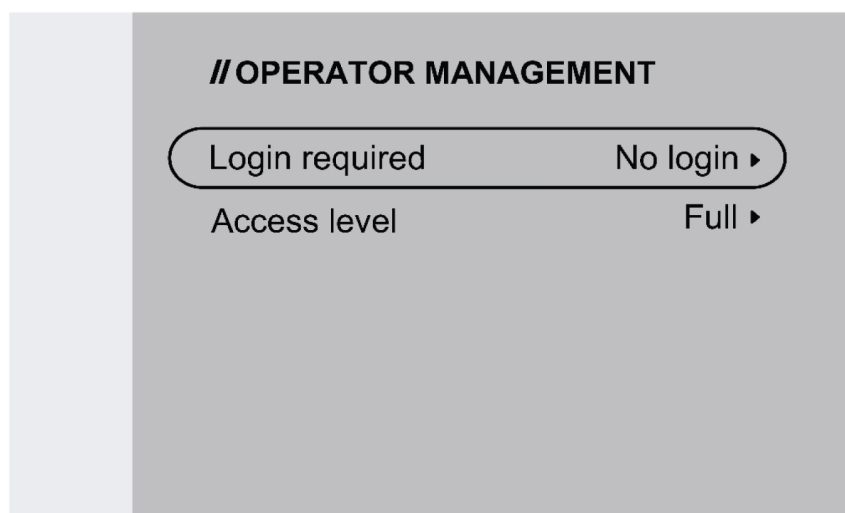 //OPERATOR MANAGEMENT
Login required No login ▸
Access level Full ▸